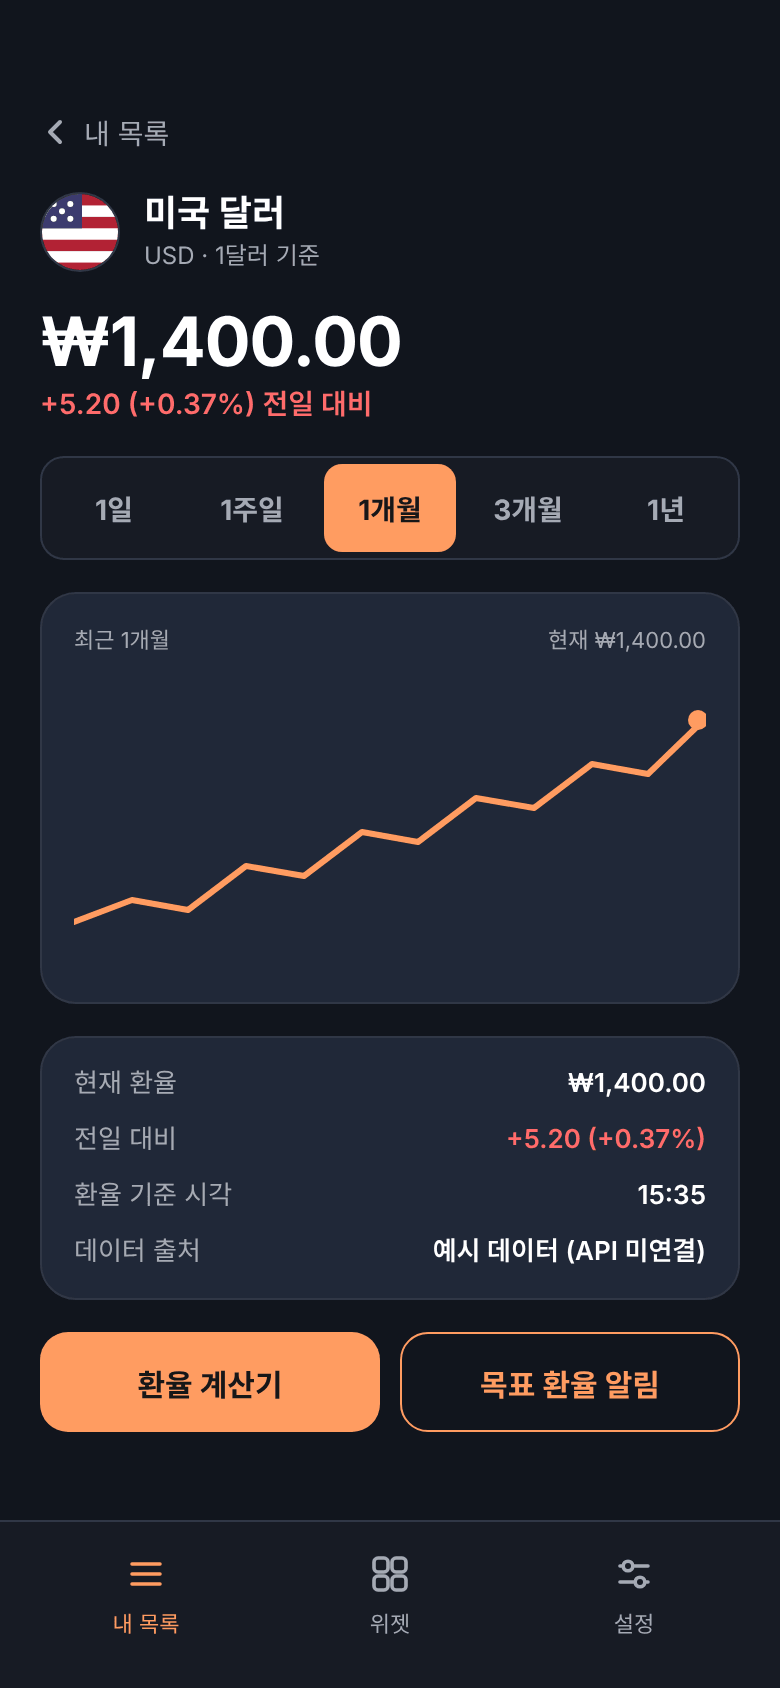 내 목록
미국 달러
USD · 1달러 기준
₩1,400.00
+5.20 (+0.37%) 전일 대비
1일 1주일 1개월 3개월 1년
최근 1개월 현재 ₩1,400.00
현재 환율 ₩1,400.00
전일 대비 +5.20 (+0.37%)
환율 기준 시각 15:35
데이터 출처 예시 데이터 (API 미연결)
환율 계산기 목표 환율 알림
내 목록 위젯 설정